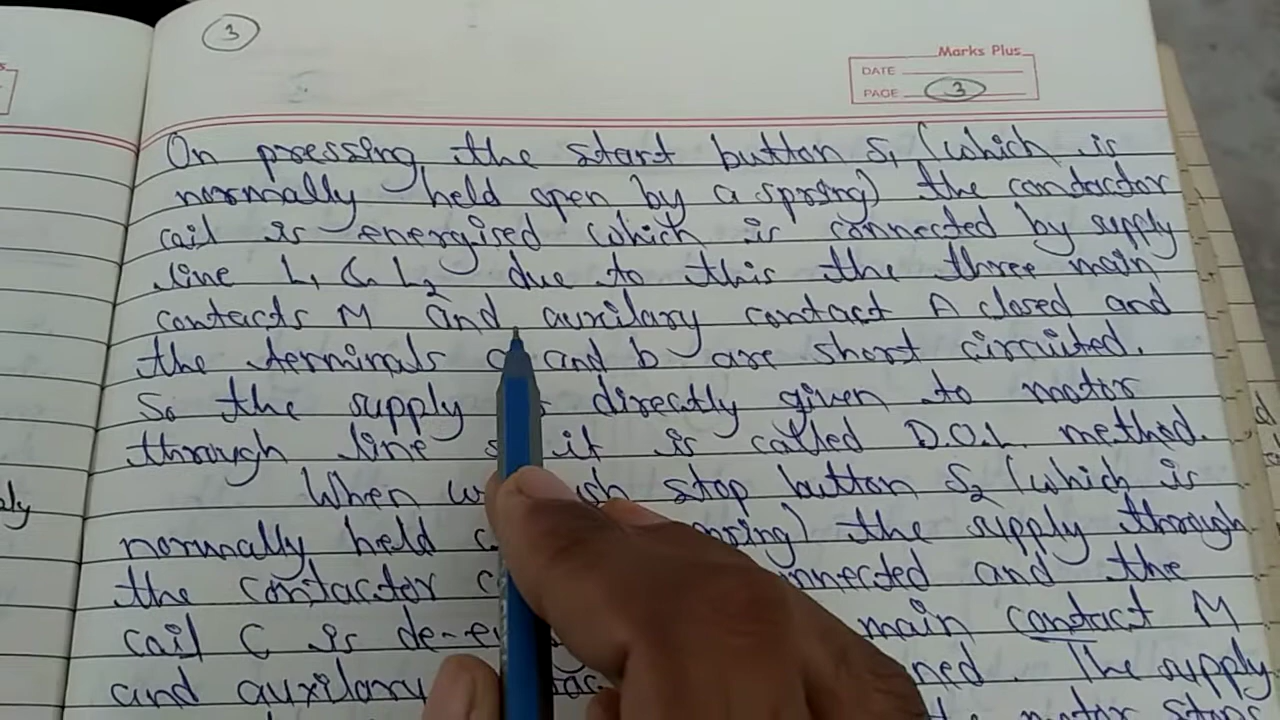 3
Marks Plus
DATE
PAGE 3
On pressing the start button S1 (which is
normally held open by a spring) the contactor
coil is energised which is connected by supply
line L1 & L2 due to this the three main
contacts M and auxilary contact A closed and
the terminals a and b are short circuited.
So the supply directly given to motor
through line it is called D.O.L. method.
When stop button S2 (which is
normally held the supply through
the contactor and the
coil C is main contact M
and auxilary The supply
the motor stops